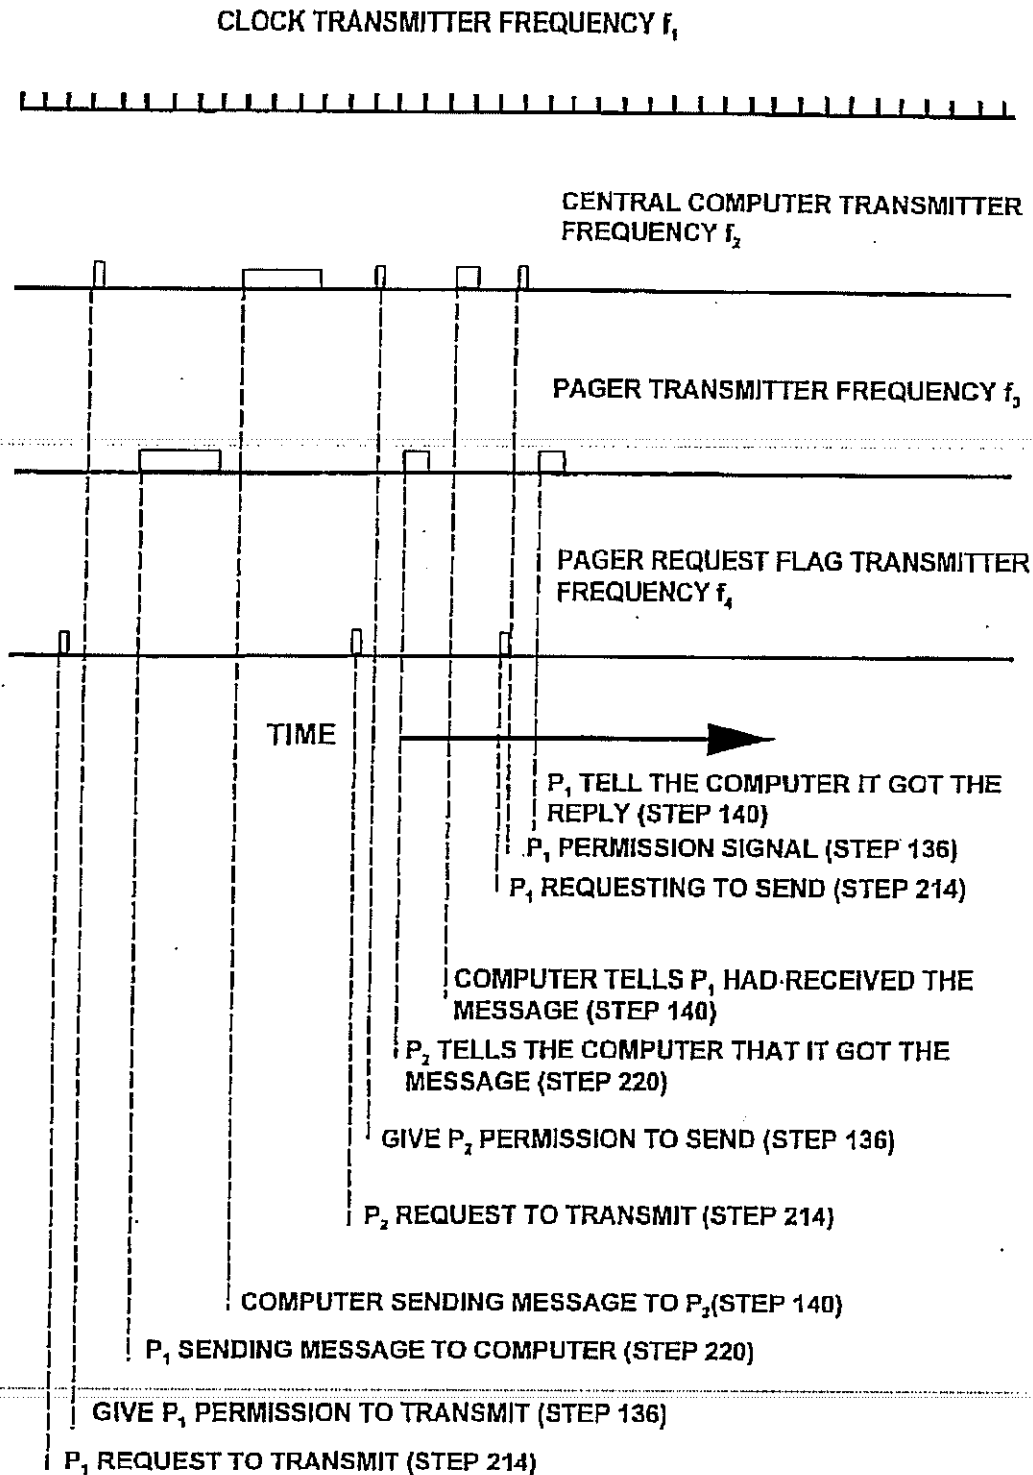 CLOCK TRANSMITTER FREQUENCY f₁
CENTRAL COMPUTER TRANSMITTER
FREQUENCY f₂
PAGER TRANSMITTER FREQUENCY f₃
PAGER REQUEST FLAG TRANSMITTER
FREQUENCY f₄
TIME
P₁ TELL THE COMPUTER IT GOT THE
REPLY (STEP 140)
P₁ PERMISSION SIGNAL (STEP 136)
P₁ REQUESTING TO SEND (STEP 214)
COMPUTER TELLS P₁ HAD RECEIVED THE
MESSAGE (STEP 140)
P₂ TELLS THE COMPUTER THAT IT GOT THE
MESSAGE (STEP 220)
GIVE P₂ PERMISSION TO SEND (STEP 136)
P₂ REQUEST TO TRANSMIT (STEP 214)
COMPUTER SENDING MESSAGE TO P₂(STEP 140)
P₁ SENDING MESSAGE TO COMPUTER (STEP 220)
GIVE P₁ PERMISSION TO TRANSMIT (STEP 136)
P₁ REQUEST TO TRANSMIT (STEP 214)